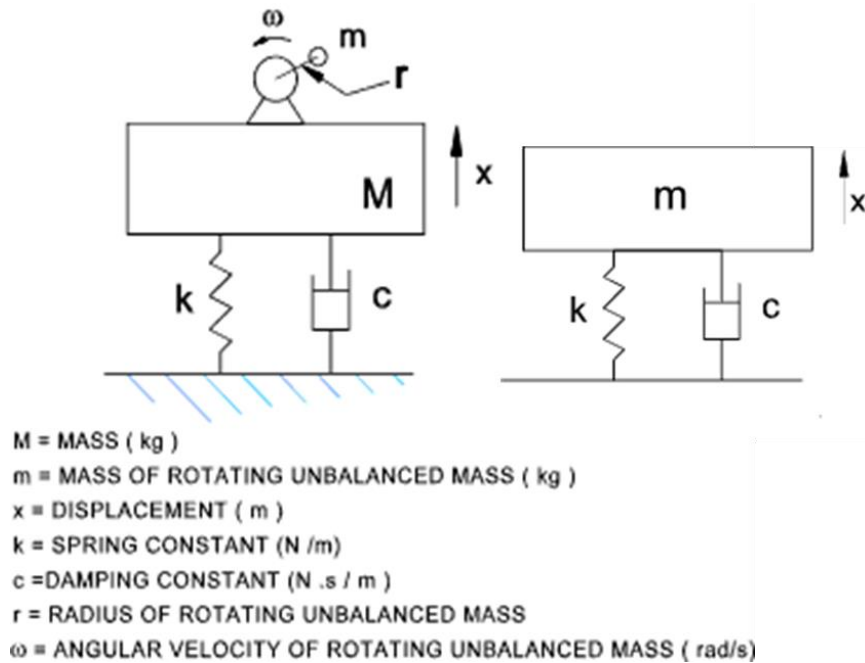 ω
m
r
M
x
k
c
m
x
k
c
M = MASS ( kg )
m = MASS OF ROTATING UNBALANCED MASS ( kg )
x = DISPLACEMENT ( m )
k = SPRING CONSTANT (N /m)
c =DAMPING CONSTANT (N .s / m )
r = RADIUS OF ROTATING UNBALANCED MASS
ω = ANGULAR VELOCITY OF ROTATING UNBALANCED MASS ( rad/s)